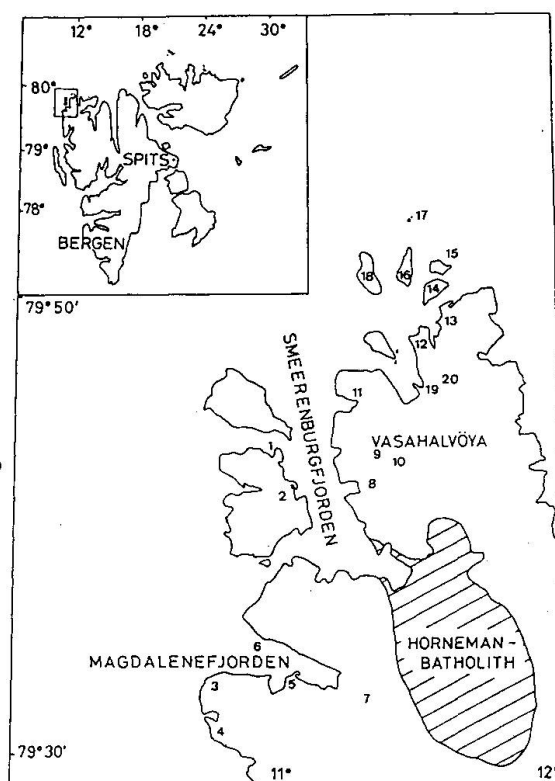 12° 18° 24° 30°
80°
79°
78°
SPITS-
BERGEN
79°50'
17
15
18 16
14
13
12
SMEERENBURGFJORDEN
11 19 20
1
VASAHALVÖYA
9 10
2 8
HORNEMAN-
BATHOLITH
6
MAGDALENEFJORDEN
3 5 7
4
79°30'
11° 12°